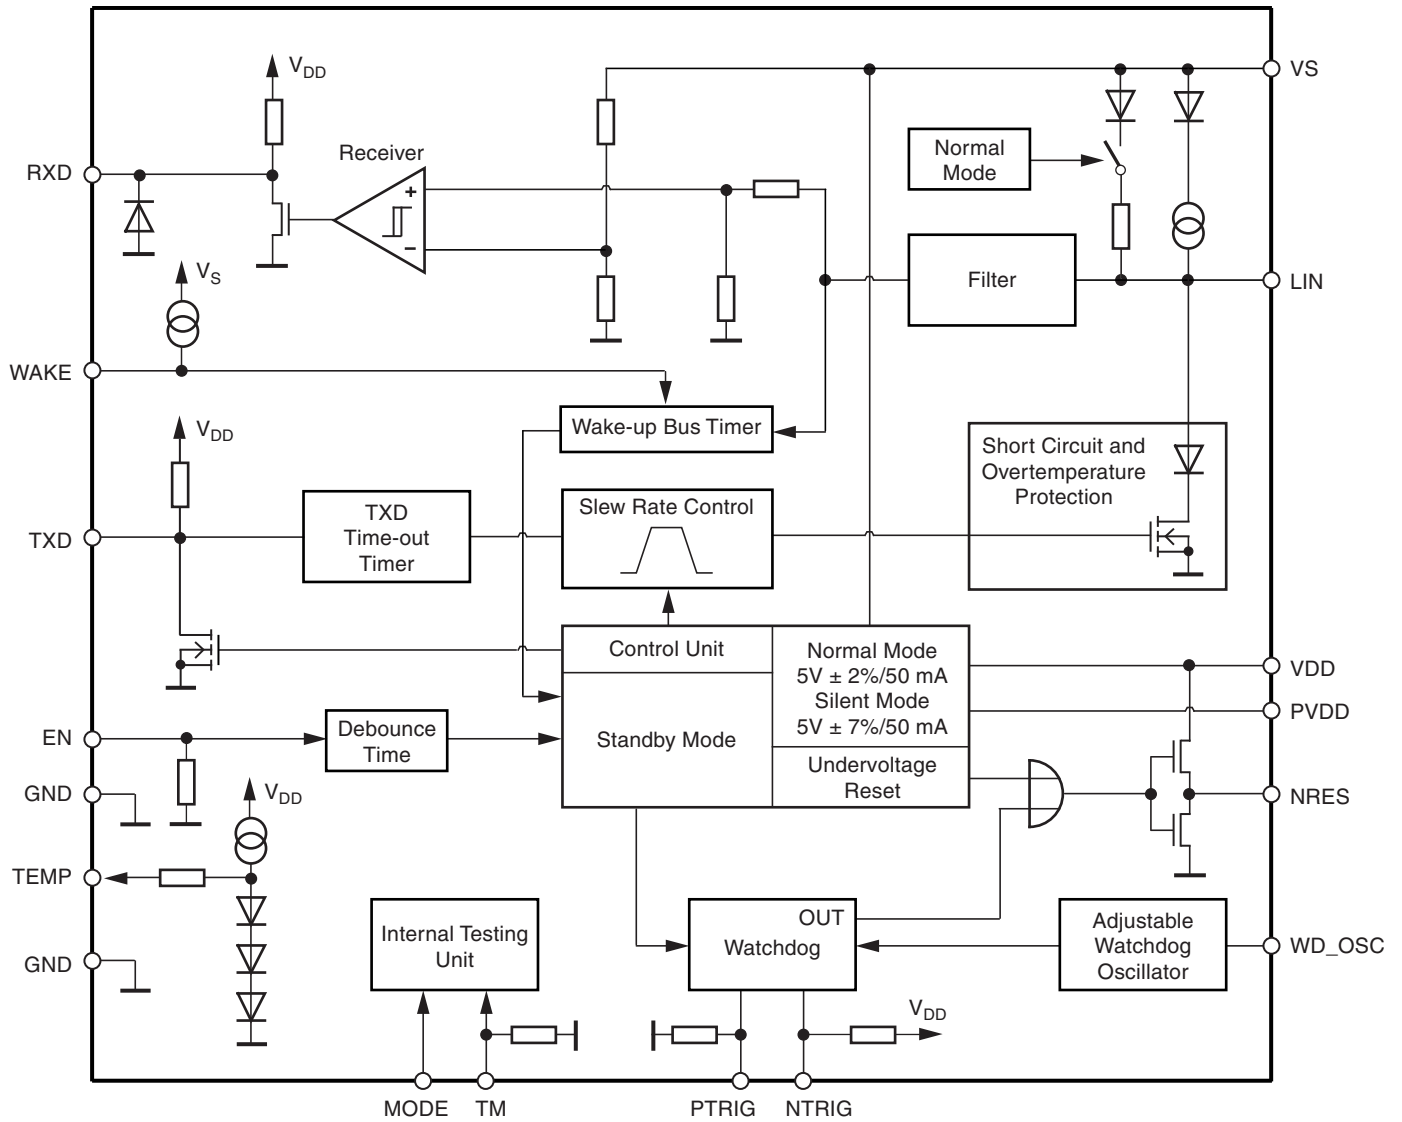 VDD
VS
RXD
Receiver
+
−
Normal
Mode
VS
Filter
LIN
WAKE
Wake-up Bus Timer
VDD
Short Circuit and
Overtemperature
Protection
TXD
TXD
Time-out
Timer
Slew Rate Control
Control Unit
Normal Mode
5V ± 2%/50 mA
Silent Mode
5V ± 7%/50 mA
VDD
PVDD
EN
Debounce
Time
Standby Mode
Undervoltage
Reset
GND
VDD
NRES
TEMP
Internal Testing
Unit
OUT
Watchdog
Adjustable
Watchdog
Oscillator
WD_OSC
GND
VDD
MODE
TM
PTRIG
NTRIG